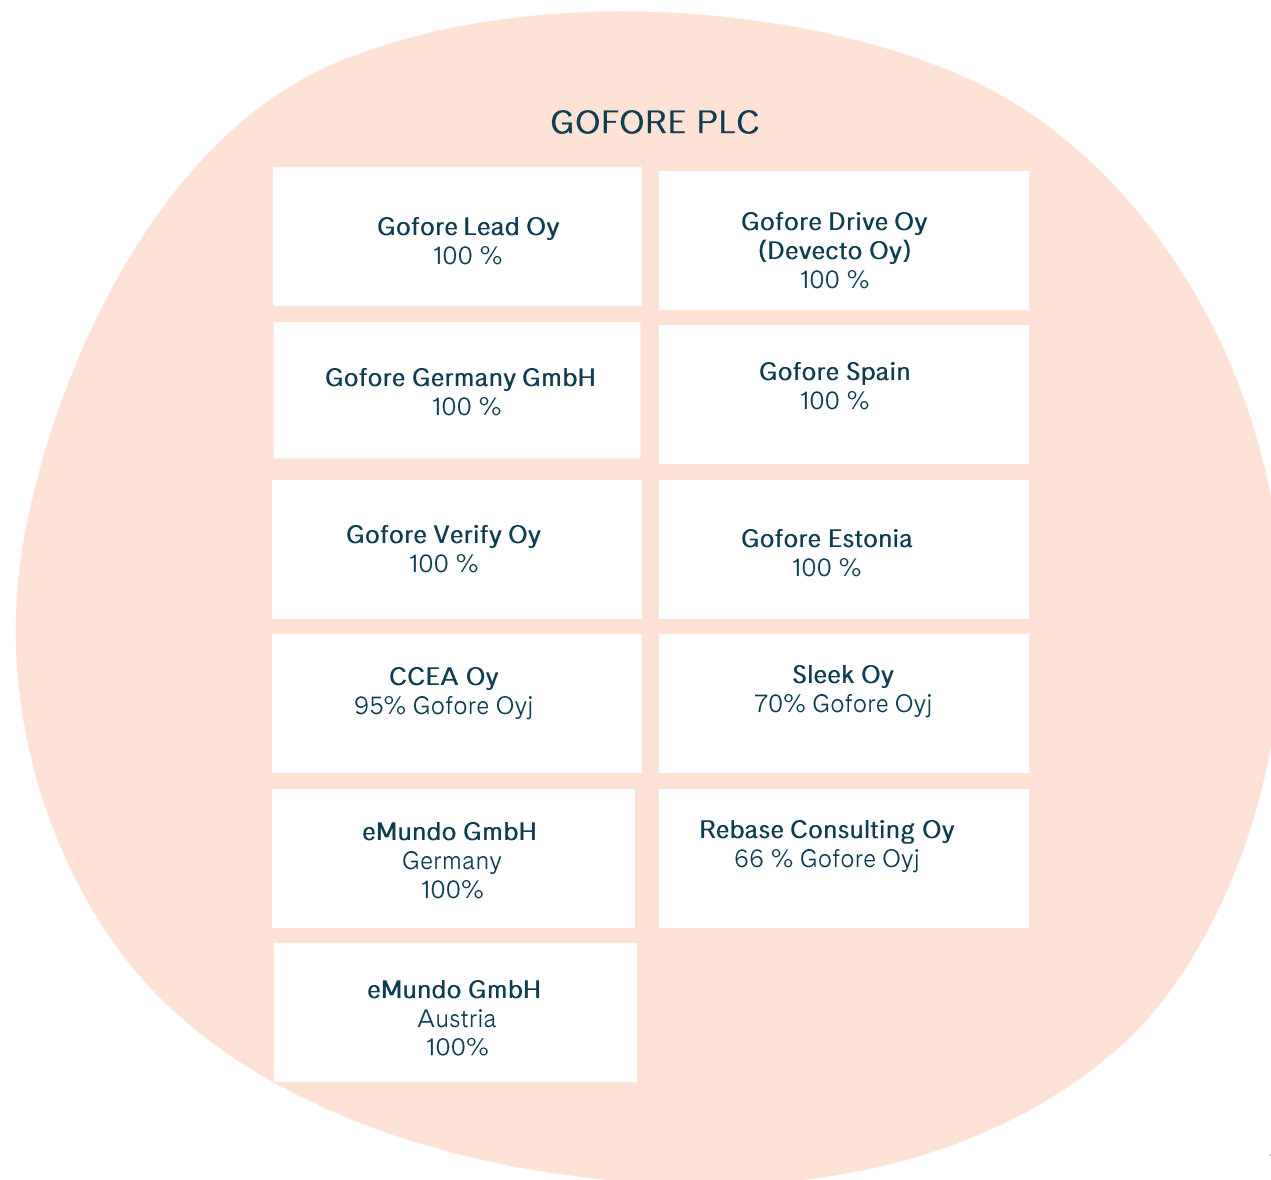 GOFORE PLC
Gofore Lead Oy
100 %
Gofore Drive Oy
(Devecto Oy)
100 %
Gofore Germany GmbH
100 %
Gofore Spain
100 %
Gofore Verify Oy
100 %
Gofore Estonia
100 %
CCEA Oy
95% Gofore Oyj
Sleek Oy
70% Gofore Oyj
eMundo GmbH
Germany
100%
Rebase Consulting Oy
66 % Gofore Oyj
eMundo GmbH
Austria
100%